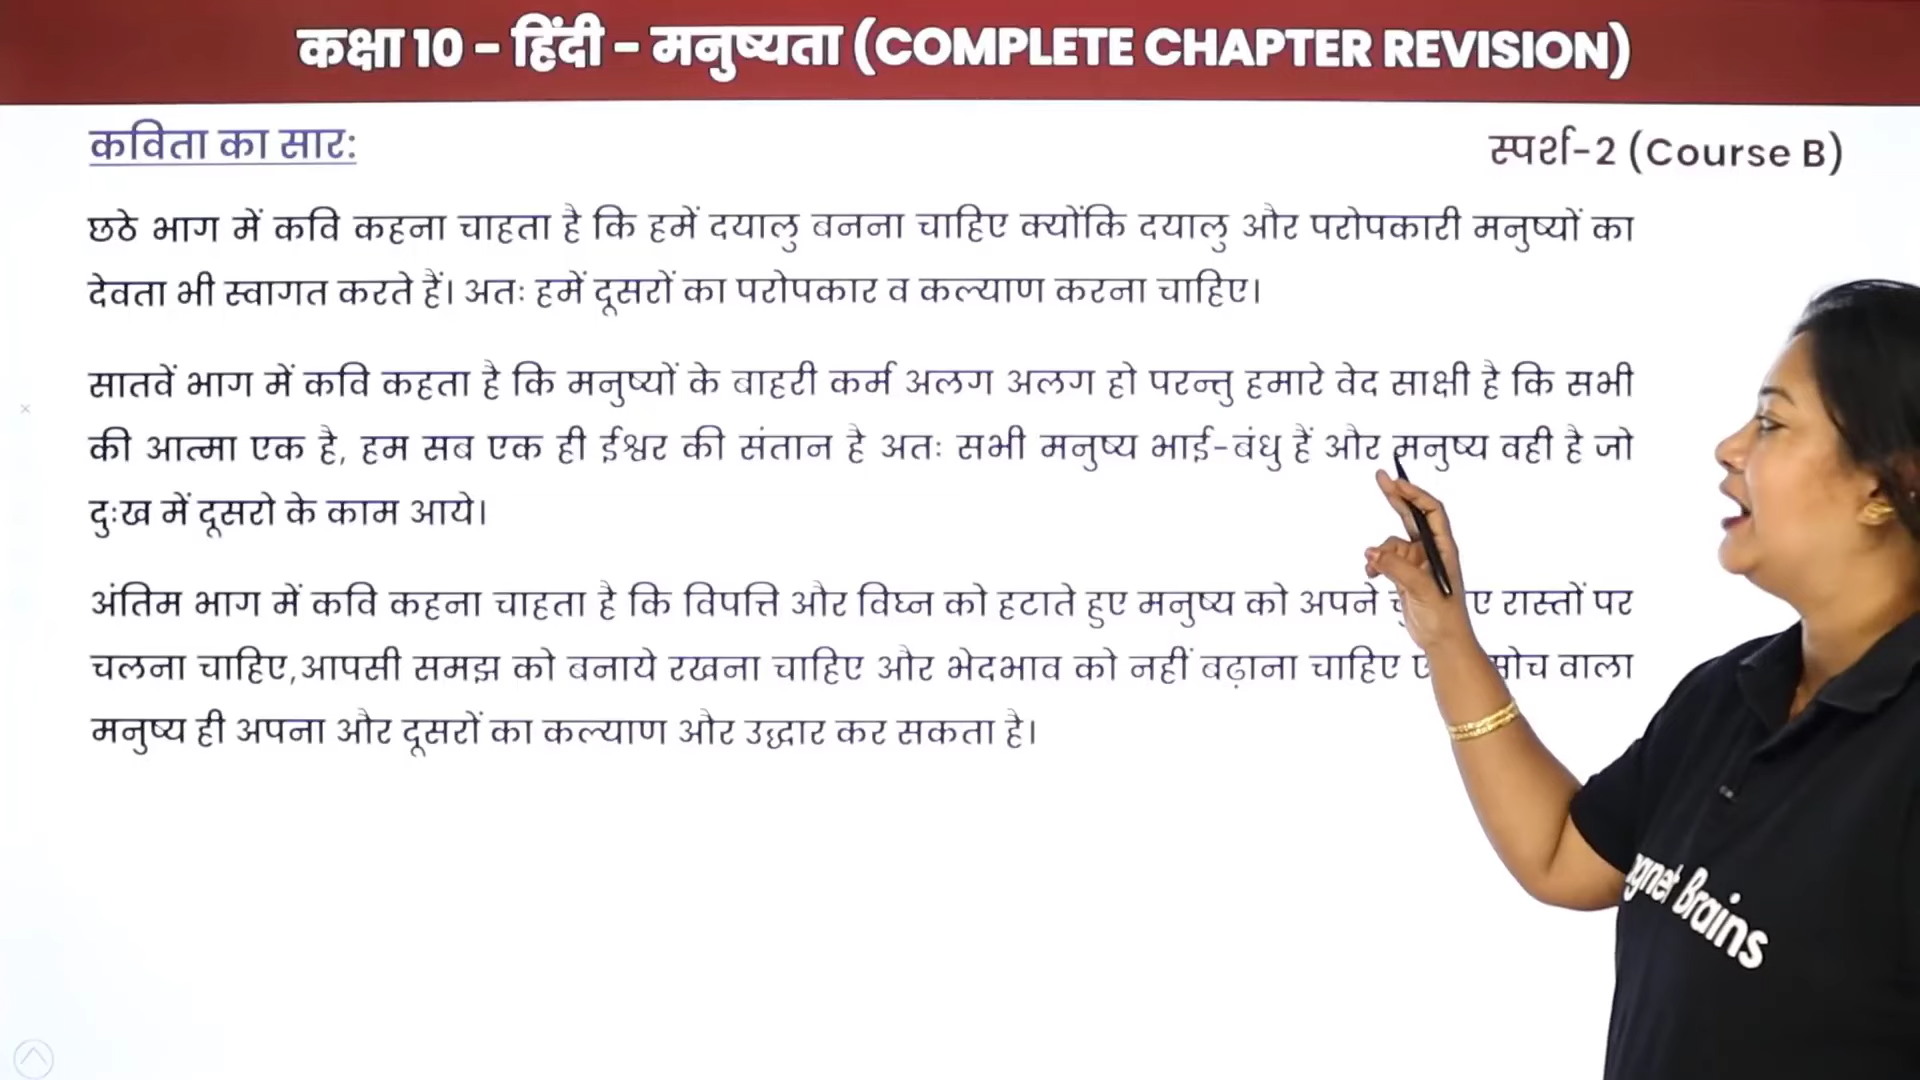 कक्षा 10 - हिंदी - मनुष्यता (COMPLETE CHAPTER REVISION)
कविता का सार:
स्पर्श-2 (Course B)
छठे भाग में कवि कहना चाहता है कि हमें दयालु बनना चाहिए क्योंकि दयालु और परोपकारी मनुष्यों का
देवता भी स्वागत करते हैं। अतः हमें दूसरों का परोपकार व कल्याण करना चाहिए।
सातवें भाग में कवि कहता है कि मनुष्यों के बाहरी कर्म अलग अलग हो परन्तु हमारे वेद साक्षी है कि सभी
की आत्मा एक है, हम सब एक ही ईश्वर की संतान है अतः सभी मनुष्य भाई-बंधु हैं और मनुष्य वही है जो
दुःख में दूसरो के काम आये।
अंतिम भाग में कवि कहना चाहता है कि विपत्ति और विघ्न को हटाते हुए मनुष्य को अपने रास्तों पर
चलना चाहिए,आपसी समझ को बनाये रखना चाहिए और भेदभाव को नहीं बढ़ाना चाहिए सोच वाला
मनुष्य ही अपना और दूसरों का कल्याण और उद्धार कर सकता है।
Brains